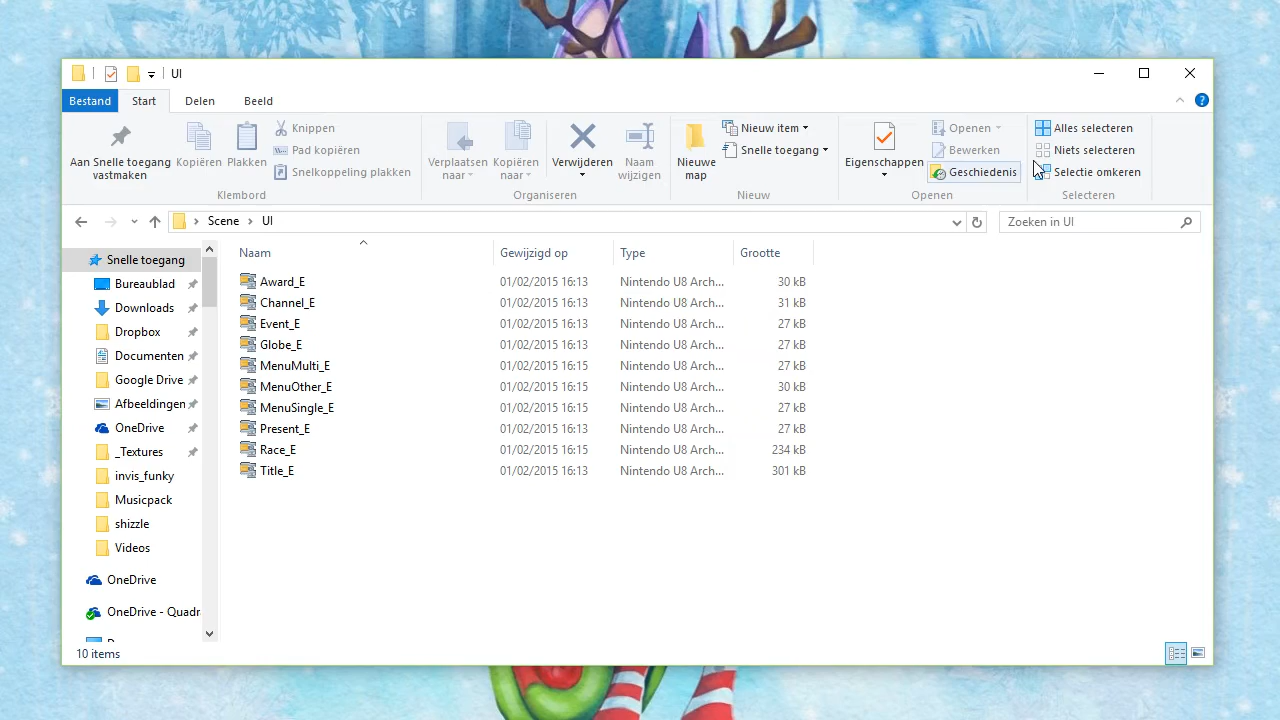 UI
Bestand Start Delen Beeld
Aan Snelle toegang vastmaken
Kopiëren
Plakken
Knippen
Pad kopiëren
Snelkoppeling plakken
Klembord
Verplaatsen naar
Kopiëren naar
Verwijderen
Naam wijzigen
Organiseren
Nieuwe map
Nieuw item
Snelle toegang
Nieuw
Eigenschappen
Openen
Bewerken
Geschiedenis
Openen
Alles selecteren
Niets selecteren
Selectie omkeren
Selecteren
Scene UI
Zoeken in UI
Snelle toegang
Bureaublad
Downloads
Dropbox
Documenten
Google Drive
Afbeeldingen
OneDrive
_Textures
invis_funky
Musicpack
shizzle
Videos
OneDrive
OneDrive - Quadr
Naam Gewijzigd op Type Grootte
Award_E 01/02/2015 16:13 Nintendo U8 Arch... 30 kB
Channel_E 01/02/2015 16:13 Nintendo U8 Arch... 31 kB
Event_E 01/02/2015 16:13 Nintendo U8 Arch... 27 kB
Globe_E 01/02/2015 16:13 Nintendo U8 Arch... 27 kB
MenuMulti_E 01/02/2015 16:15 Nintendo U8 Arch... 27 kB
MenuOther_E 01/02/2015 16:15 Nintendo U8 Arch... 30 kB
MenuSingle_E 01/02/2015 16:15 Nintendo U8 Arch... 27 kB
Present_E 01/02/2015 16:13 Nintendo U8 Arch... 27 kB
Race_E 01/02/2015 16:15 Nintendo U8 Arch... 234 kB
Title_E 01/02/2015 16:13 Nintendo U8 Arch... 301 kB
10 items